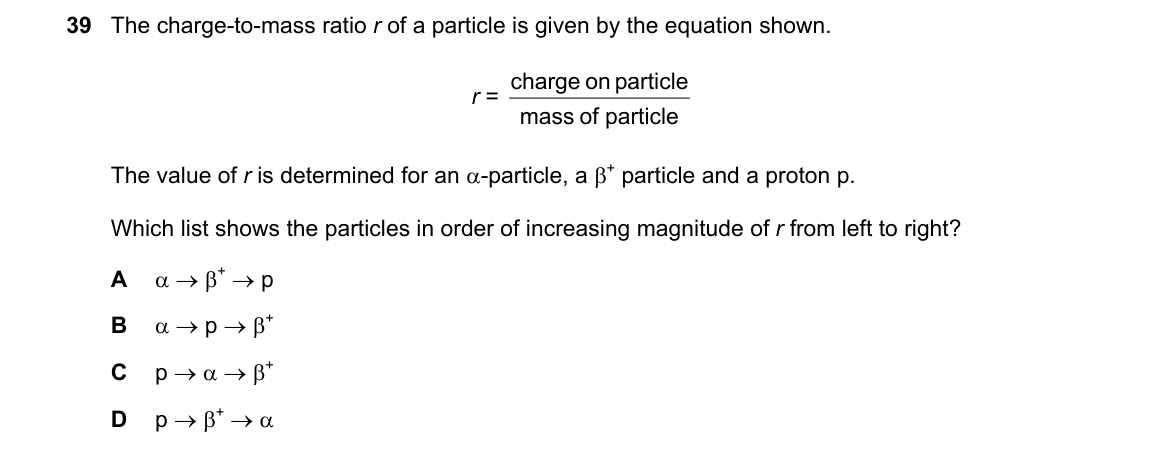 39 The charge-to-mass ratio r of a particle is given by the equation shown.
r = charge on particle
mass of particle
The value of r is determined for an α-particle, a β⁺ particle and a proton p.
Which list shows the particles in order of increasing magnitude of r from left to right?
A α → β⁺ → p
B α → p → β⁺
C p → α → β⁺
D p → β⁺ → α